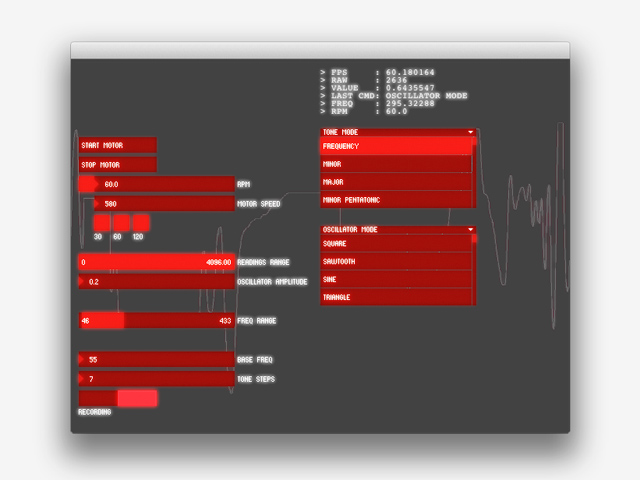 > FPS : 60.180164
> RAW : 2636
> VALUE : 0.6435547
> LAST CMD: OSCILLATOR MODE
> FREQ : 295.32288
> RPM : 60.0
START MOTOR
STOP MOTOR
60.0 RPM
580 MOTOR SPEED
30 60 120
0 4096.00 READINGS RANGE
0.2 OSCILLATOR AMPLITUDE
46 433 FREQ RANGE
55 BASE FREQ
7 TONE STEPS
RECORDING
TONE MODE
FREQUENCY
MINOR
MAJOR
MINOR PENTATONIC
OSCILLATOR MODE
SQUARE
SAWTOOTH
SINE
TRIANGLE